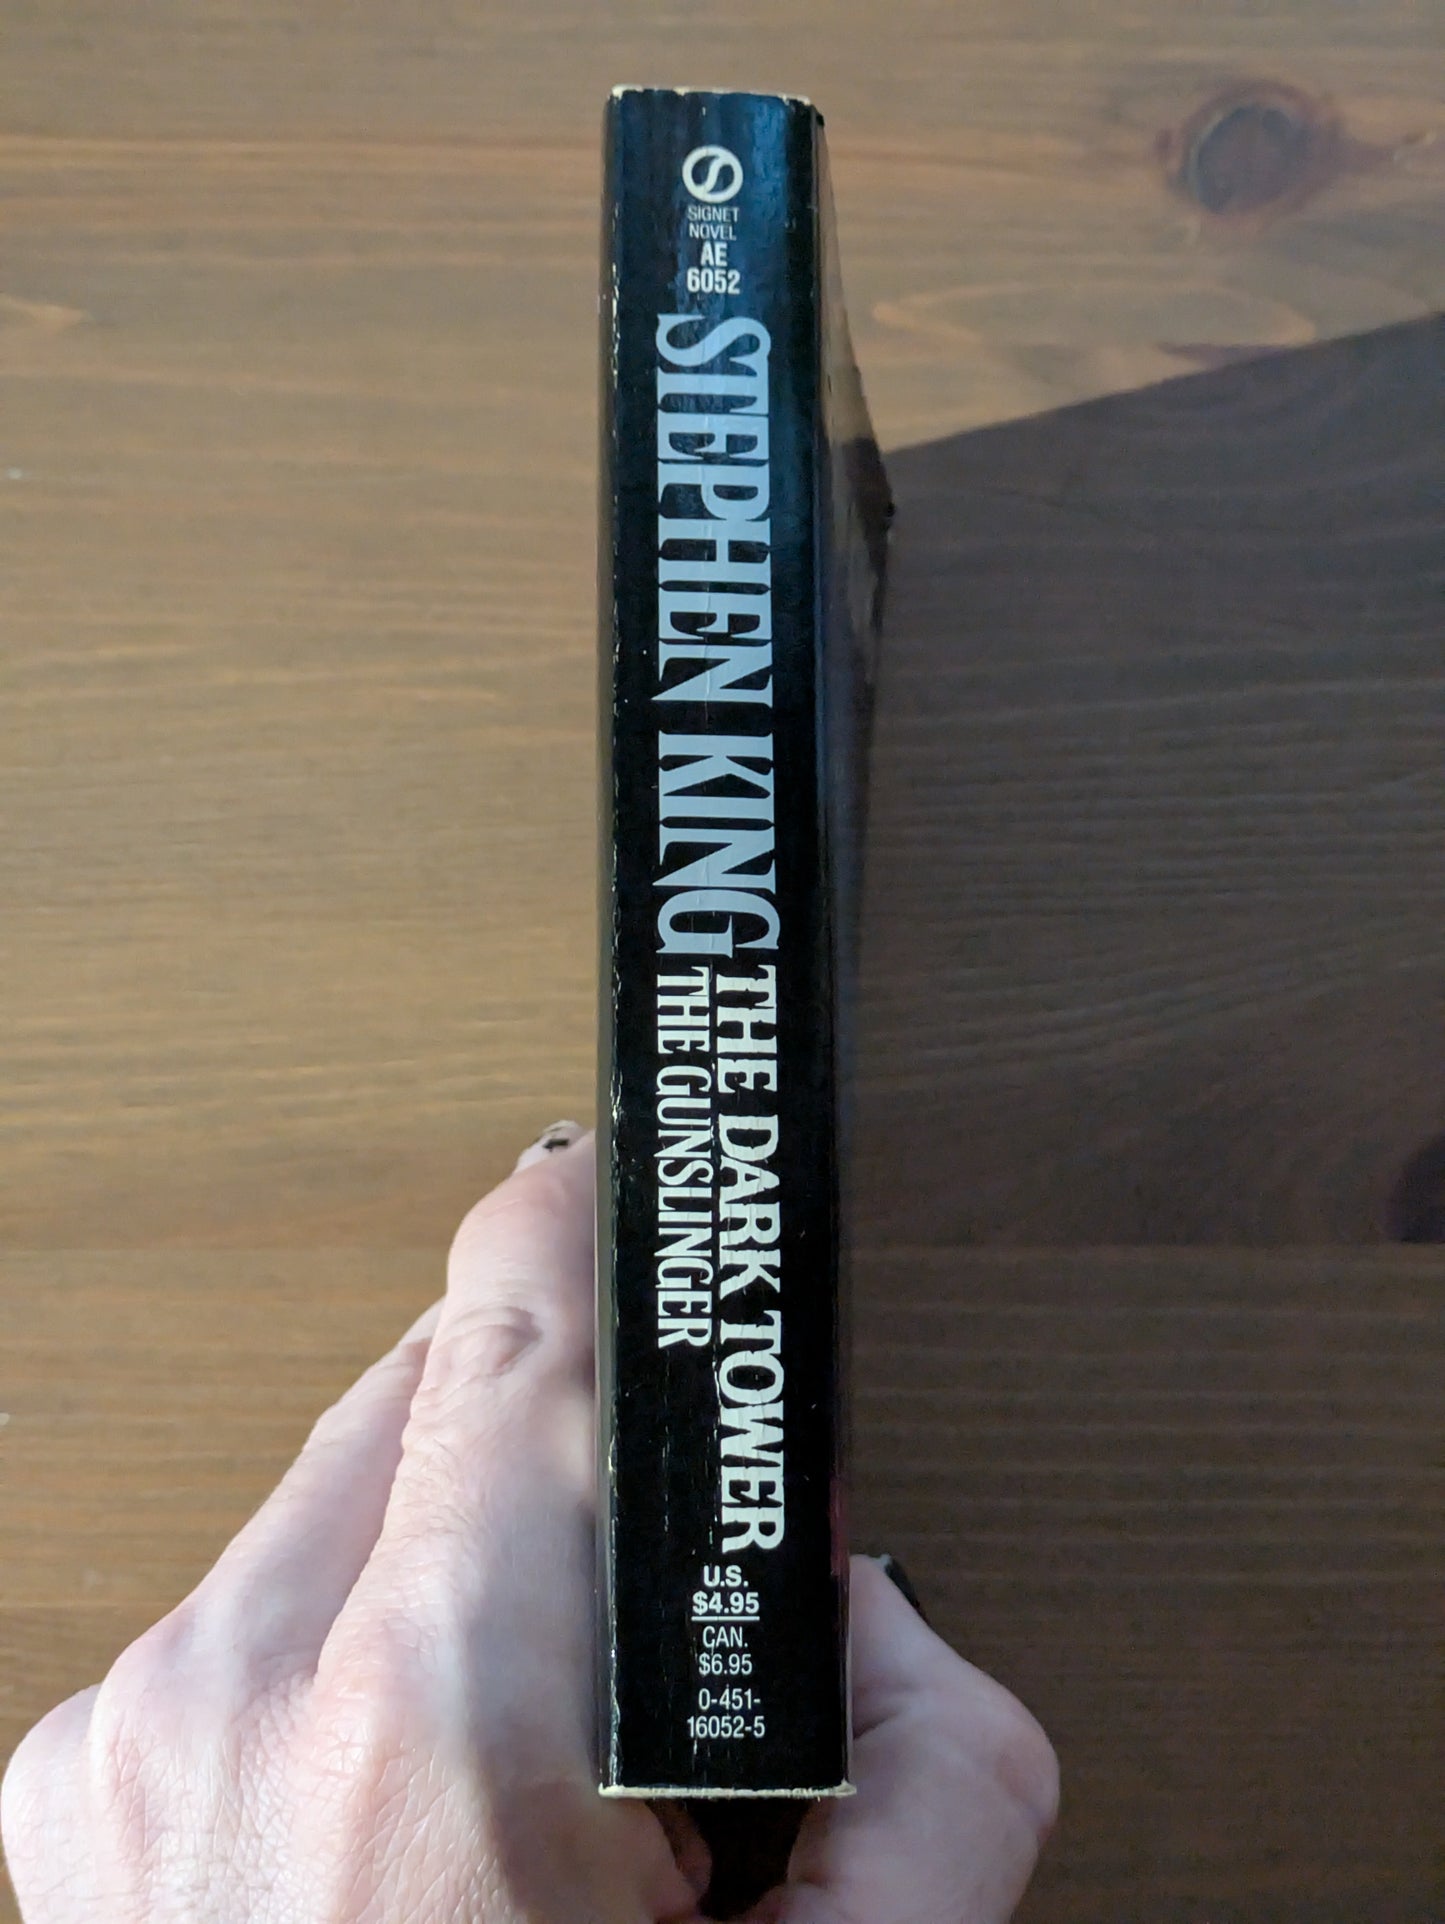 SIGNET
NOVEL
AE
6052
STEPHEN KING
THE DARK TOWER
THE GUNSLINGER
U.S.
$4.95
CAN.
$6.95
0-451-
16052-5